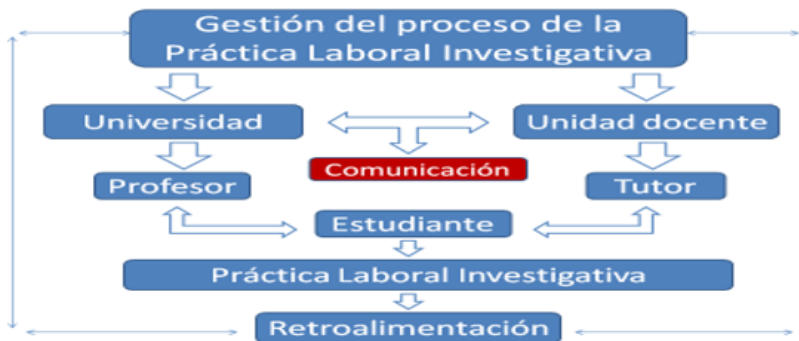 Gestión del proceso de la
Práctica Laboral Investigativa
Universidad
Unidad docente
Comunicación
Profesor
Tutor
Estudiante
Práctica Laboral Investigativa
Retroalimentación